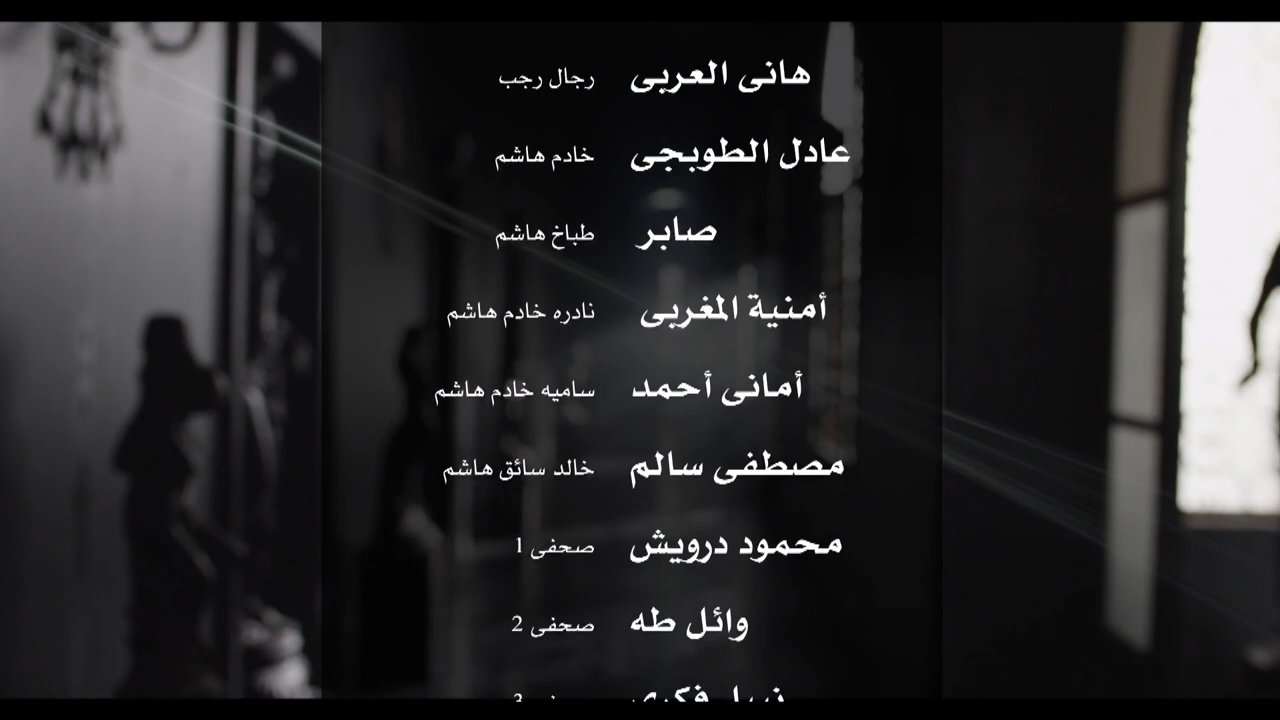 هانى العربى رجال رجب
عادل الطوبجى خادم هاشم
صابر طباخ هاشم
أمنية المغربى نادره خادم هاشم
أمانى أحمد ساميه خادم هاشم
مصطفى سالم خالد سائق هاشم
محمود درويش صحفى 1
وائل طه صحفى 2